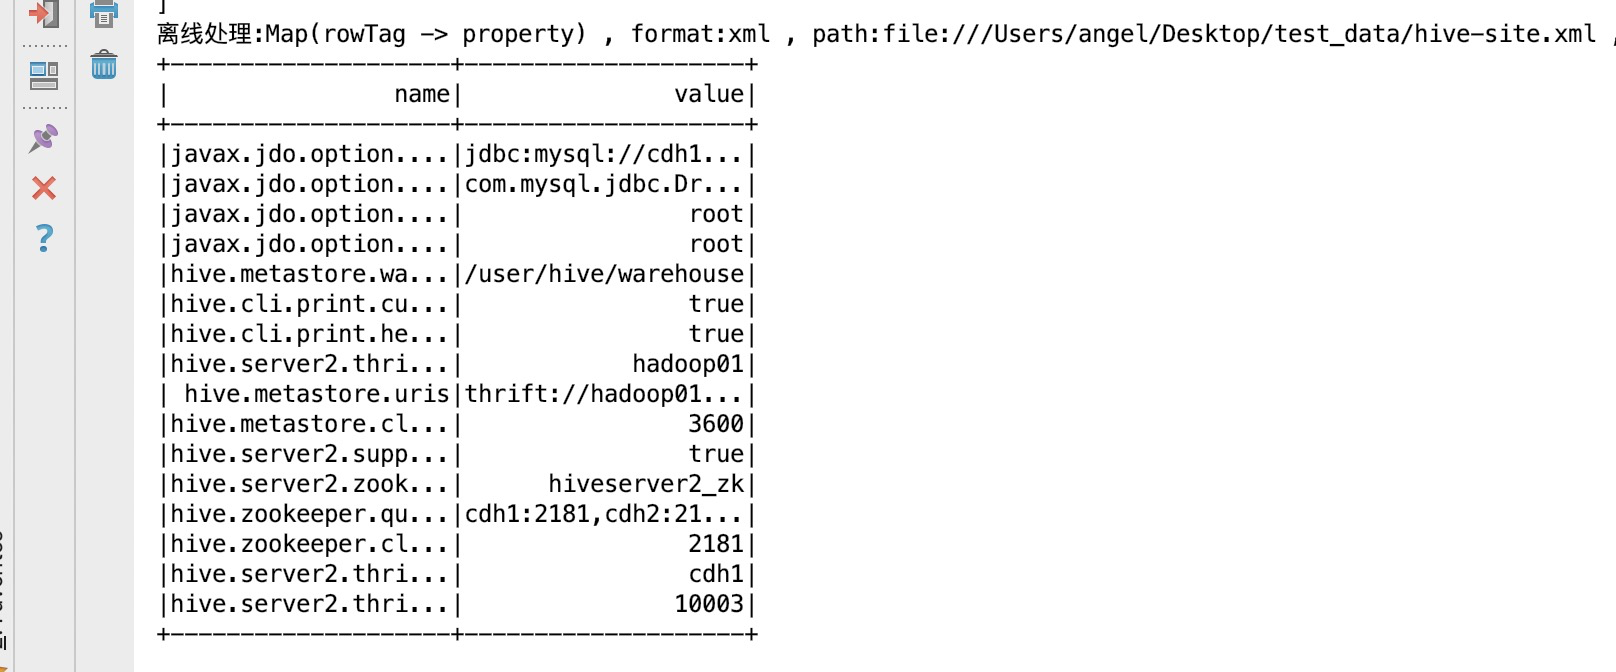 ]
离线处理:Map(rowTag -> property) , format:xml , path:file:///Users/angel/Desktop/test_data/hive-site.xml ,
+--------------------+--------------------+
|                name|               value|
+--------------------+--------------------+
|javax.jdo.option....|jdbc:mysql://cdh1...|
|javax.jdo.option....|com.mysql.jdbc.Dr...|
|javax.jdo.option....|                root|
|javax.jdo.option....|                root|
|hive.metastore.wa...|/user/hive/warehouse|
|hive.cli.print.cu...|                true|
|hive.cli.print.he...|                true|
|hive.server2.thri...|            hadoop01|
| hive.metastore.uris|thrift://hadoop01...|
|hive.metastore.cl...|                3600|
|hive.server2.supp...|                true|
|hive.server2.zook...|      hiveserver2_zk|
|hive.zookeeper.qu...|cdh1:2181,cdh2:21...|
|hive.zookeeper.cl...|                2181|
|hive.server2.thri...|                cdh1|
|hive.server2.thri...|               10003|
+--------------------+--------------------+